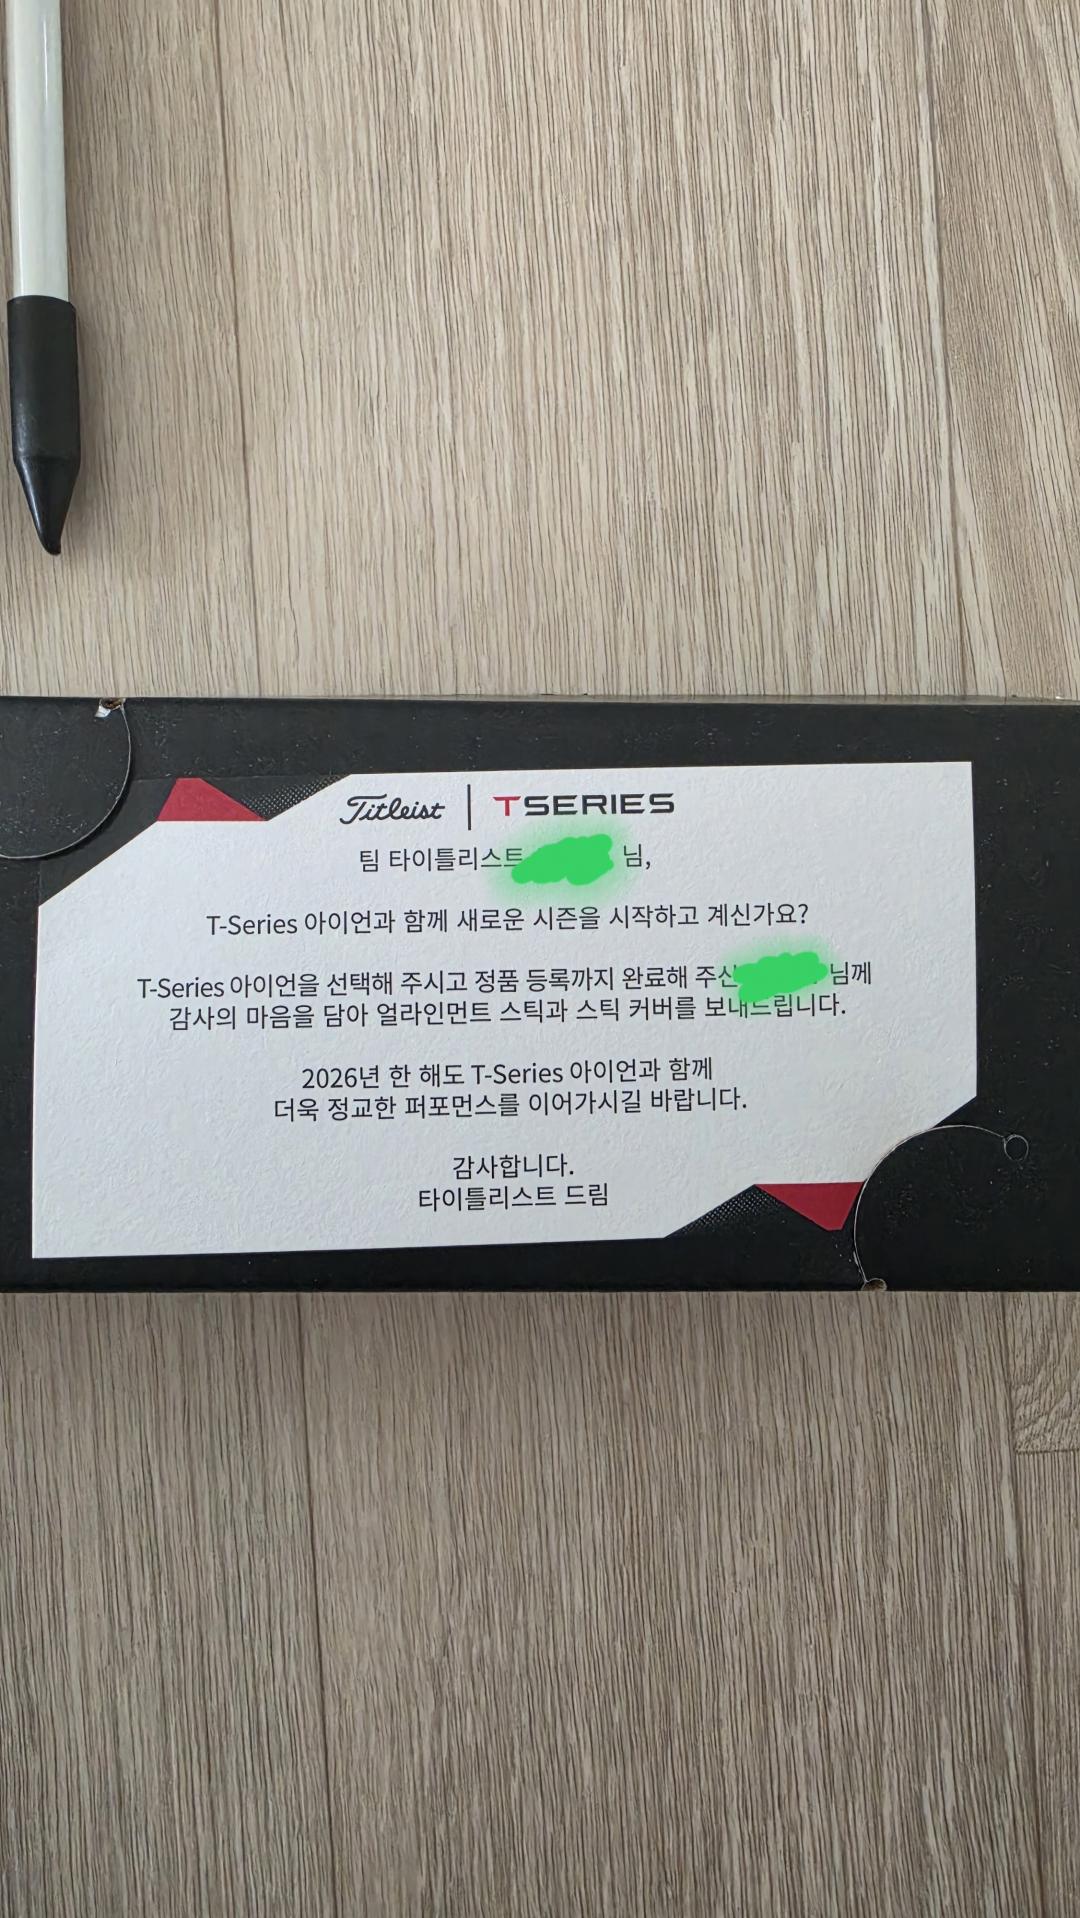 Titleist | TSERIES
팀 타이틀리스트 님,
T-Series 아이언과 함께 새로운 시즌을 시작하고 계신가요?
T-Series 아이언을 선택해 주시고 정품 등록까지 완료해 주신 님께
감사의 마음을 담아 얼라인먼트 스틱과 스틱 커버를 보내드립니다.
2026년 한 해도 T-Series 아이언과 함께
더욱 정교한 퍼포먼스를 이어가시길 바랍니다.
감사합니다.
타이틀리스트 드림